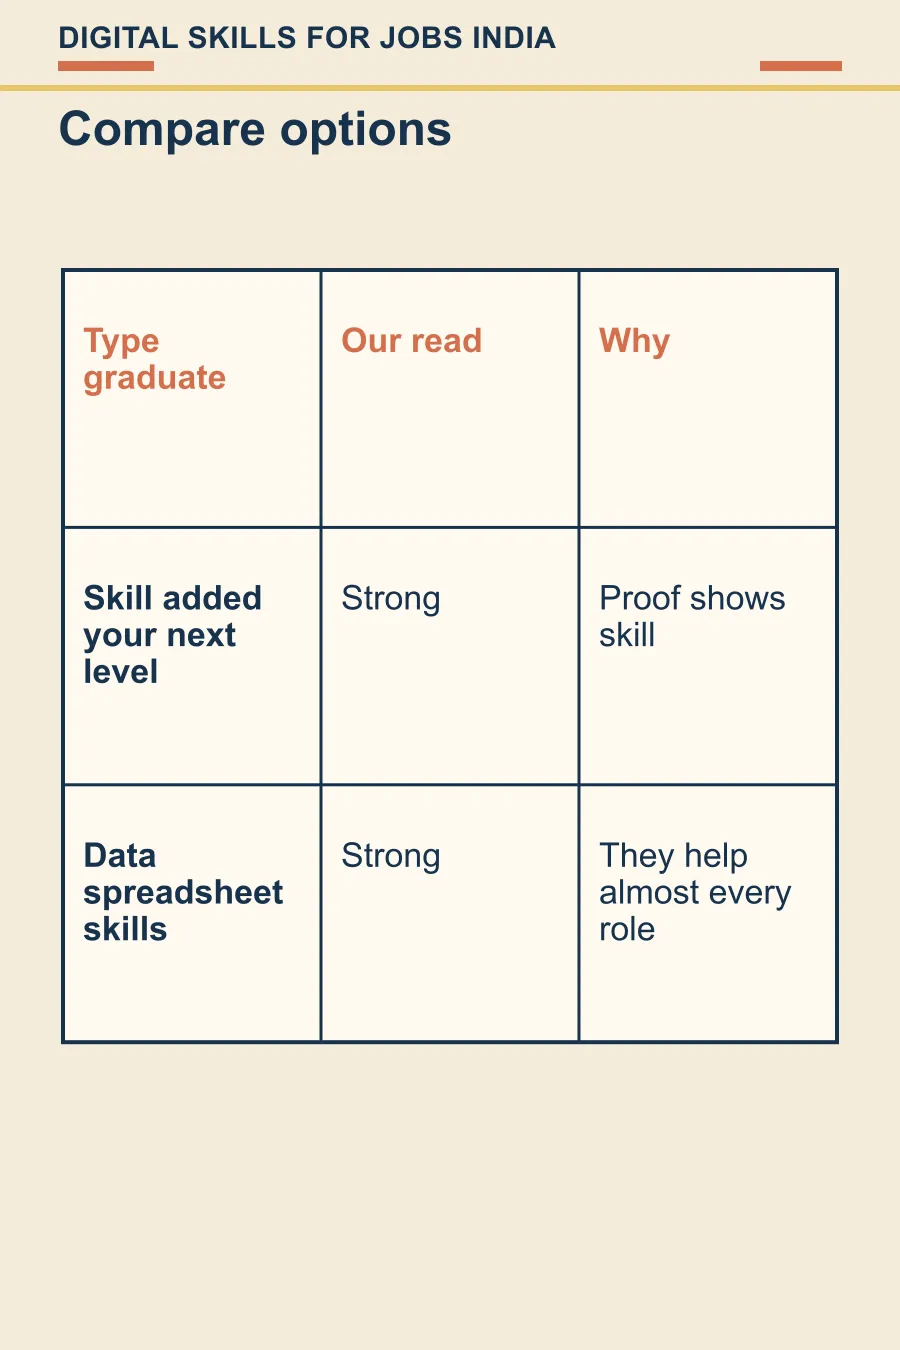 DIGITAL SKILLS FOR JOBS INDIA
Compare options
Type
graduate
Our read
Why
Skill added
your next
level
Strong
Proof shows
skill
Data
spreadsheet
skills
Strong
They help
almost every
role